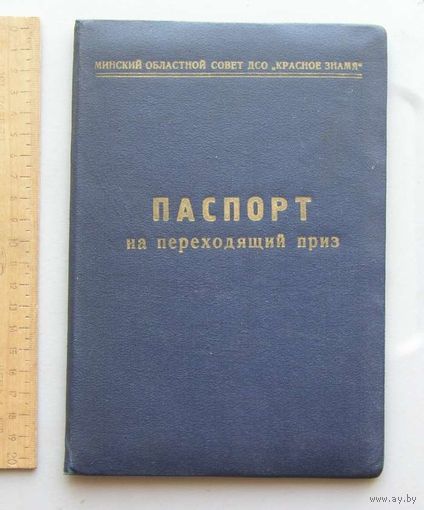 МИНСКИЙ ОБЛАСТНОЙ СОВЕТ ДСО „КРАСНОЕ ЗНАМЯ“
ПАСПОРТ
на переходящий приз
www.ay.by